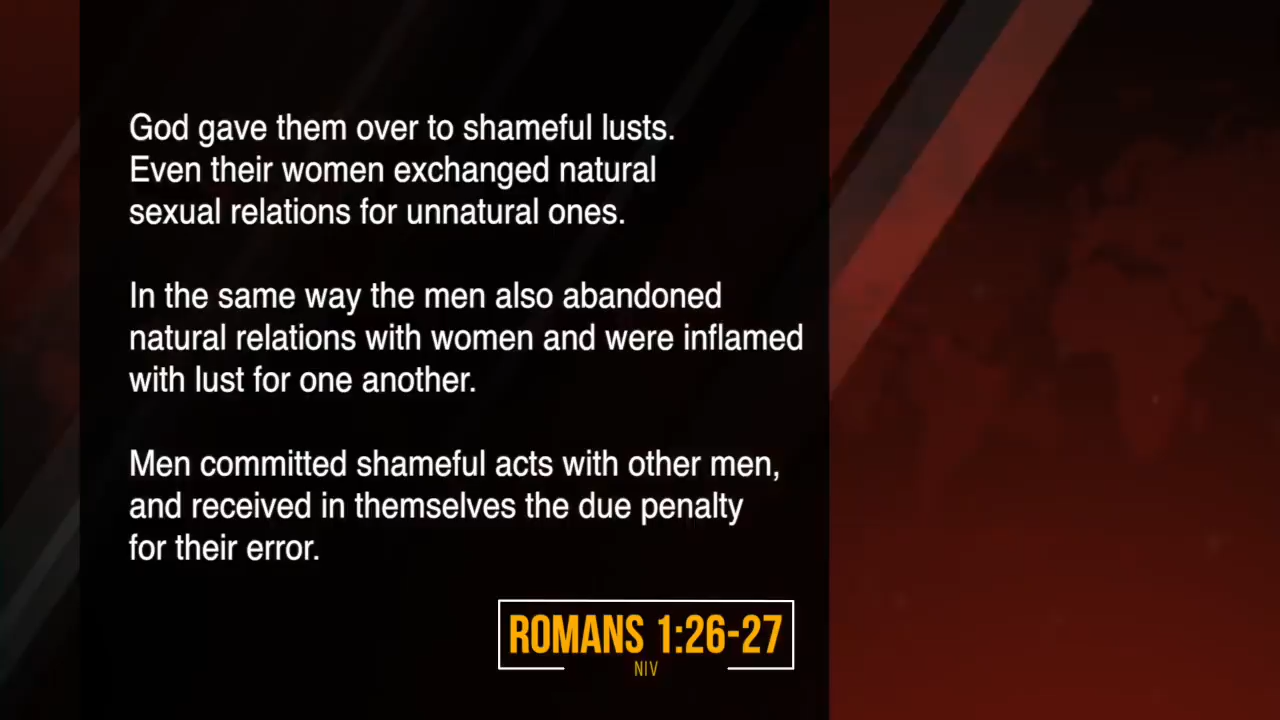 God gave them over to shameful lusts.
Even their women exchanged natural
sexual relations for unnatural ones.
In the same way the men also abandoned
natural relations with women and were inflamed
with lust for one another.
Men committed shameful acts with other men,
and received in themselves the due penalty
for their error.
ROMANS 1:26-27
NIV